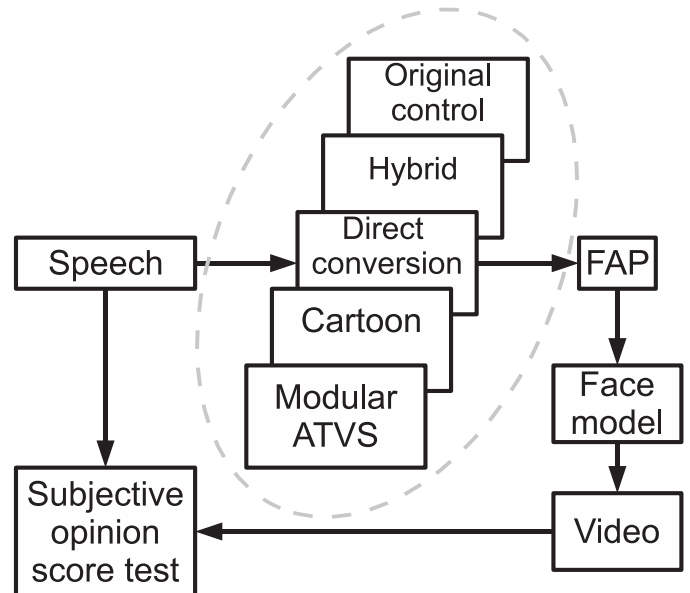 Original
control
Hybrid
Direct
conversion
Speech
FAP
Cartoon
Modular
ATVS
Face
model
Subjective
opinion
score test
Video